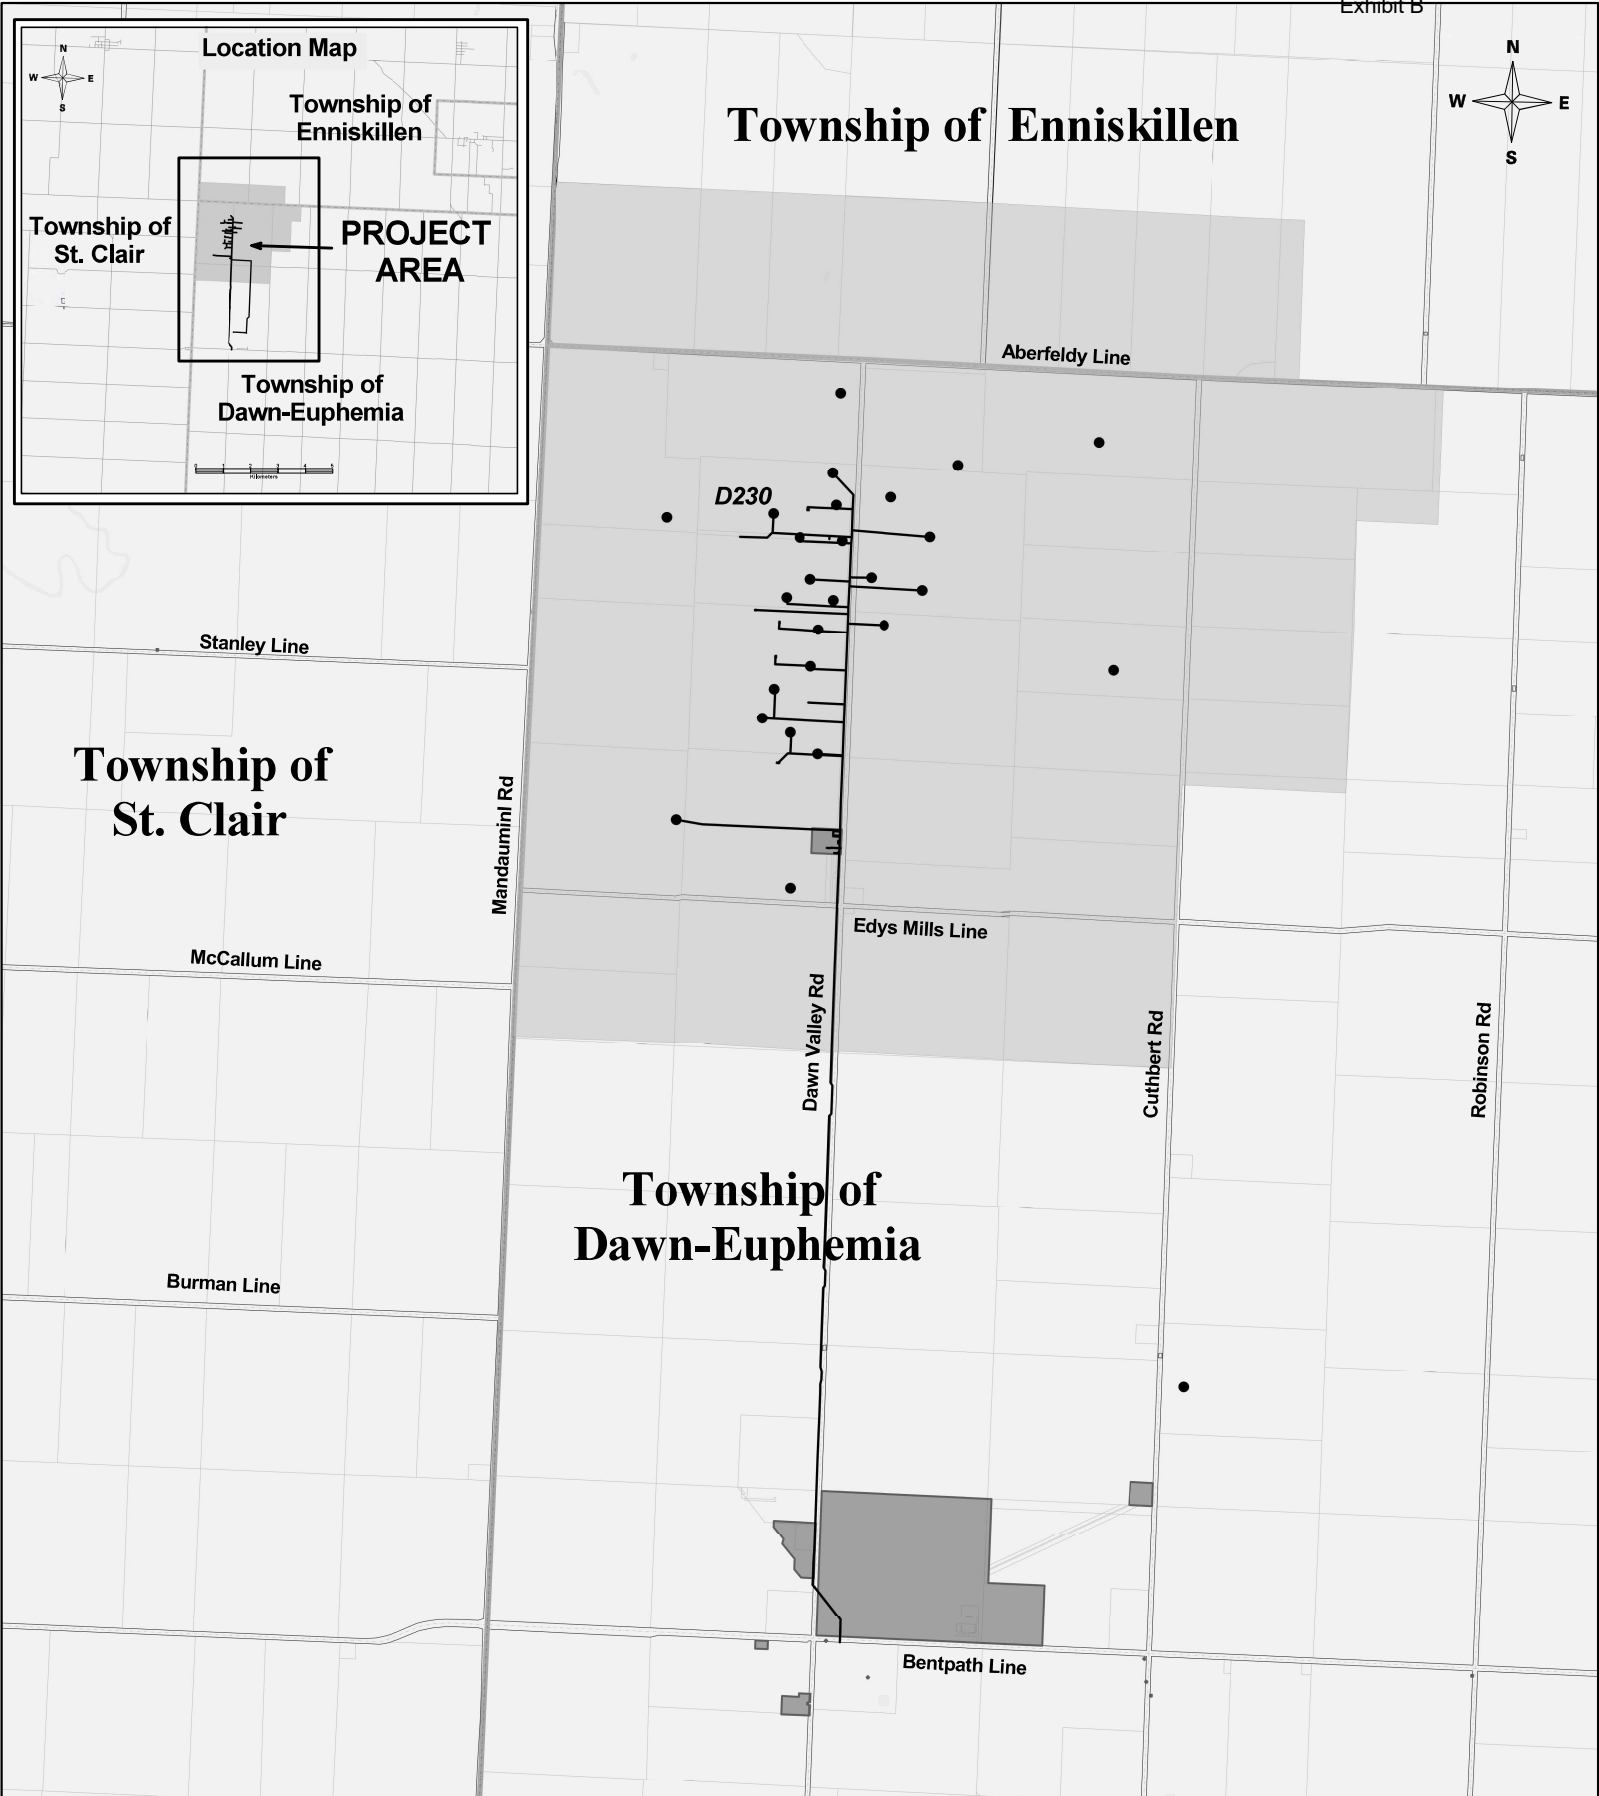 Exhibit B
Location Map
N
W E
S
Township of
Enniskillen
Township of
St. Clair
PROJECT
AREA
Township of
Dawn-Euphemia
Kilometers
N
W E
S
Township of Enniskillen
Aberfeldy Line
D230
Stanley Line
Township of
St. Clair
Mandauminl Rd
Edys Mills Line
McCallum Line
Dawn Valley Rd
Cuthbert Rd
Robinson Rd
Township of
Dawn-Euphemia
Burman Line
Bentpath Line